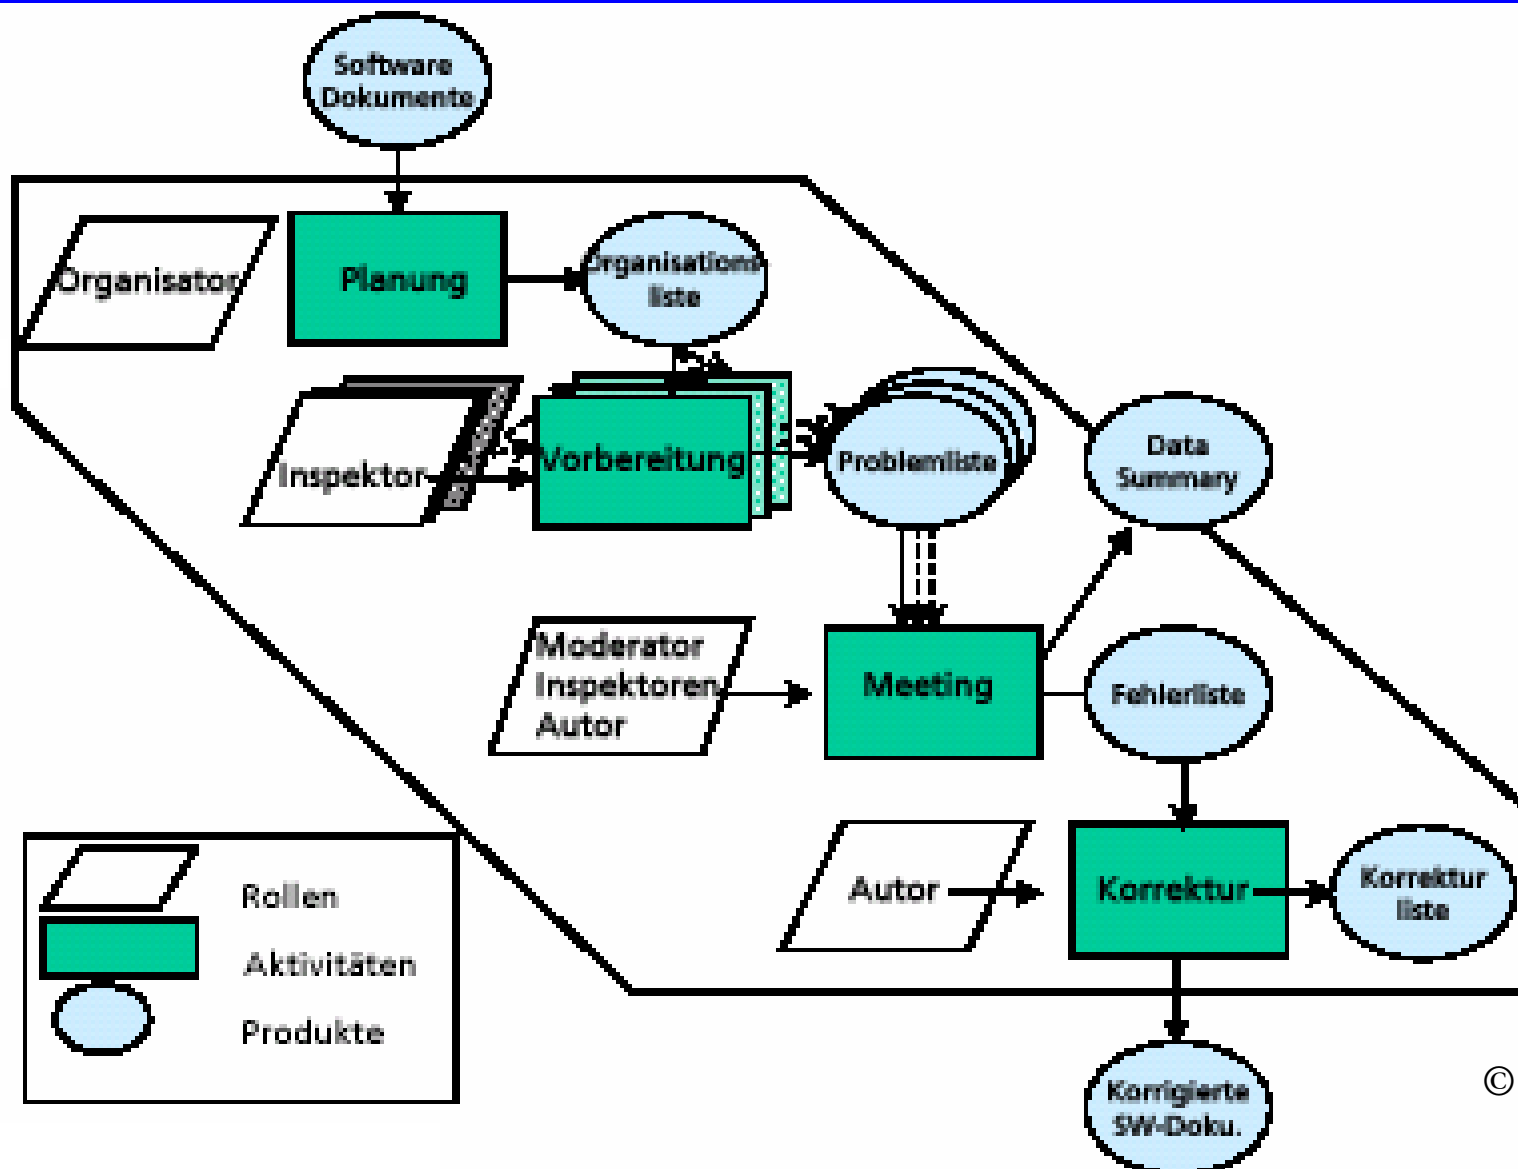 Software
Dokumente
Organisator
Planung
Organisations-
liste
Inspektor
Vorbereitung
Problemliste
Data
Summary
Moderator
Inspektoren
Autor
Meeting
Fehlerliste
Autor
Korrektur
Korrektur
liste
Rollen
Aktivitäten
Produkte
Korrigierte
SW-Doku.
©